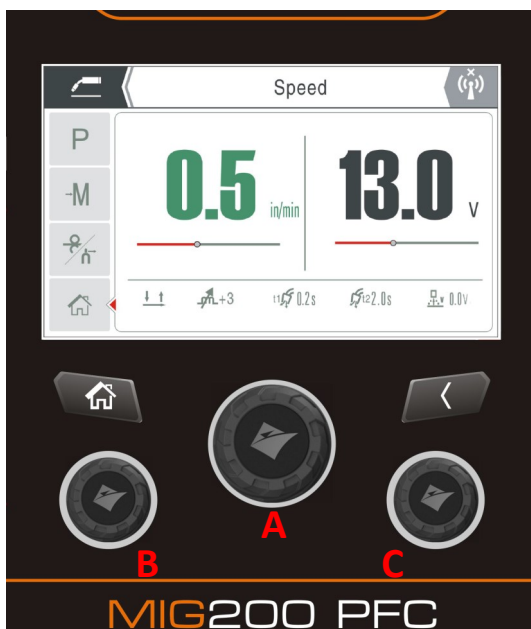 Speed
P
→M
0.5 in/min
13.0 V
+3
t1 0.2s
t2 2.0s
V 0.0V
A
B
C
MIG200 PFC